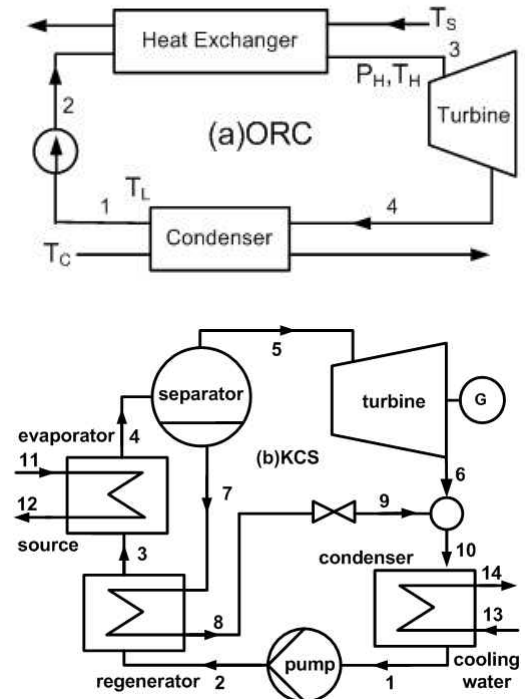 T_S
Heat Exchanger
3
P_H,T_H
2
Turbine
(a)ORC
T_L
1
4
Condenser
T_C
5
separator
turbine
G
evaporator
4
(b)KCS
11
6
7
12
9
source
3
10
condenser
14
8
13
regenerator
2
pump
1
cooling
water